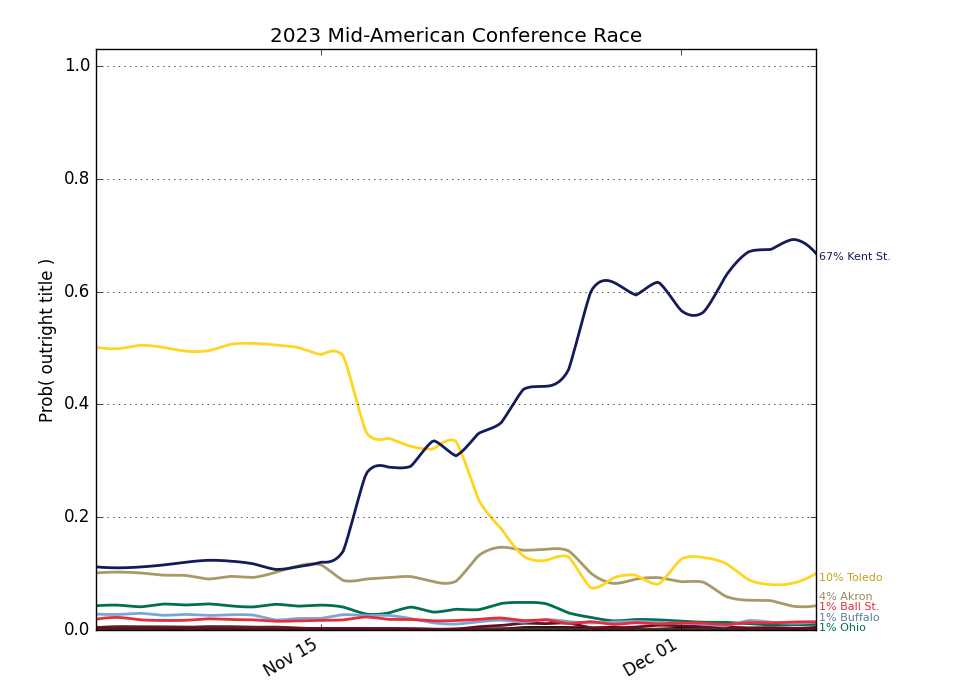 2023 Mid-American Conference Race
Prob( outright title )
1.0
0.8
0.6
0.4
0.2
0.0
Nov 15
Dec 01
67% Kent St.
10% Toledo
4% Akron
1% Ball St.
1% Buffalo
1% Ohio